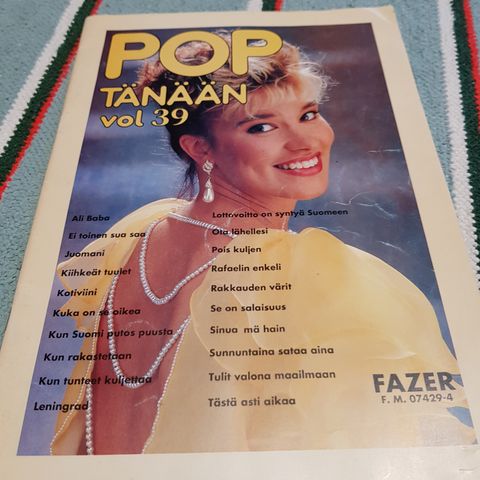 POP
TÄNÄÄN
vol 39
Ali Baba
Ei toinen sua saa
Juomani
Kiihkeät tuulet
Kotiviini
Kuka on se oikea
Kun Suomi putos puusta
Kun rakastetaan
Kun tunteet kuljettaa
Leningrad
Lottovoitto on syntyä Suomeen
Ota lähellesi
Pois kuljen
Rafaelin enkeli
Rakkauden värit
Se on salaisuus
Sinua mä hain
Sunnuntaina sataa aina
Tulit valona maailmaan
Tästä asti aikaa
FAZER
F. M. 07429-4